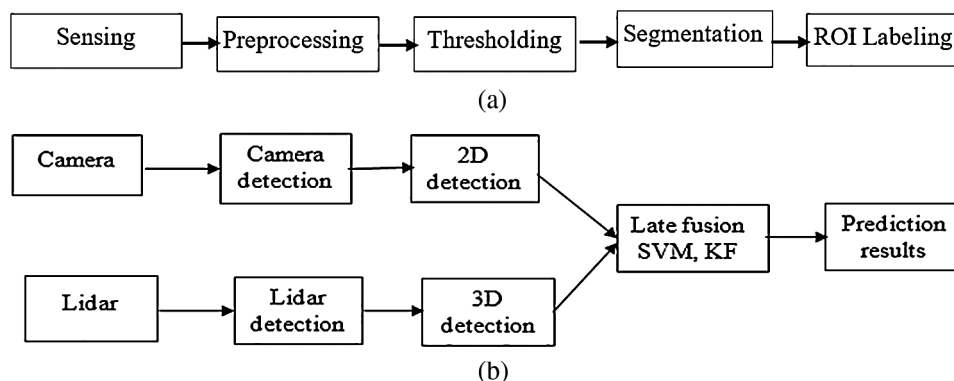 Sensing
Preprocessing
Thresholding
Segmentation
ROI Labeling
(a)
Camera
Camera
detection
2D
detection
Late fusion
SVM, KF
Prediction
results
Lidar
Lidar
detection
3D
detection
(b)